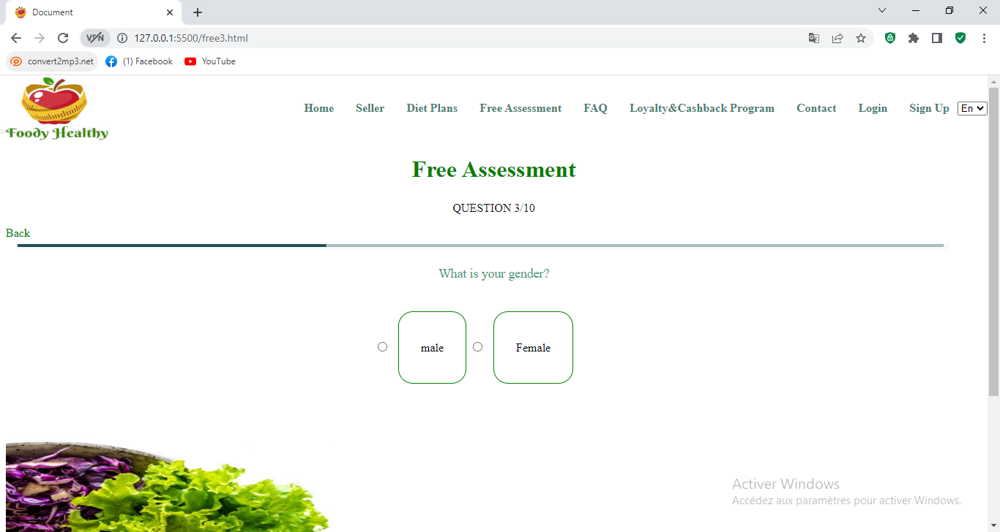 Document
VPN
127.0.0.1:5500/free3.html
convert2mp3.net (1) Facebook YouTube
Foody Healthy
Home Seller Diet Plans Free Assessment FAQ Loyalty&Cashback Program Contact Login Sign Up En
Free Assessment
QUESTION 3/10
Back
What is your gender?
male Female
Activer Windows
Accédez aux paramètres pour activer Windows.